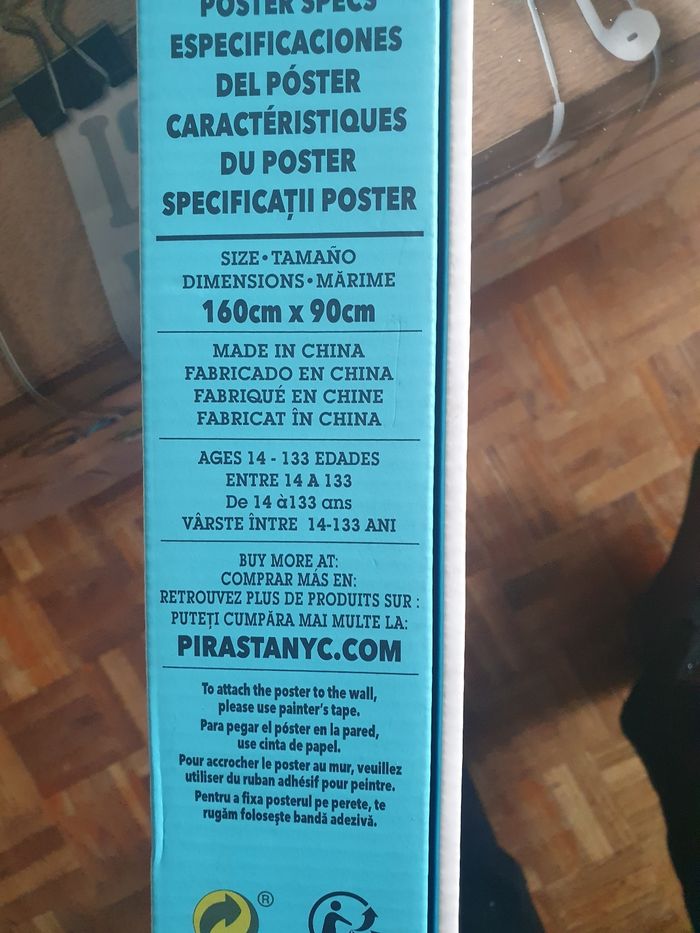 POSTER SPECS
ESPECIFICACIONES
DEL PÓSTER
CARACTÉRISTIQUES
DU POSTER
SPECIFICAȚII POSTER
SIZE • TAMAÑO
DIMENSIONS • MĂRIME
160cm x 90cm
MADE IN CHINA
FABRICADO EN CHINA
FABRIQUÉ EN CHINE
FABRICAT ÎN CHINA
AGES 14 - 133 EDADES
ENTRE 14 A 133
De 14 à133 ans
VÂRSTE ÎNTRE 14-133 ANI
BUY MORE AT:
COMPRAR MÁS EN:
RETROUVEZ PLUS DE PRODUITS SUR :
PUTEȚI CUMPĂRA MAI MULTE LA:
PIRASTANYC.COM
To attach the poster to the wall,
please use painter's tape.
Para pegar el póster en la pared,
use cinta de papel.
Pour accrocher le poster au mur, veuillez
utiliser du ruban adhésif pour peintre.
Pentru a fixa posterul pe perete, te
rugăm folosește bandă adezivă.
®